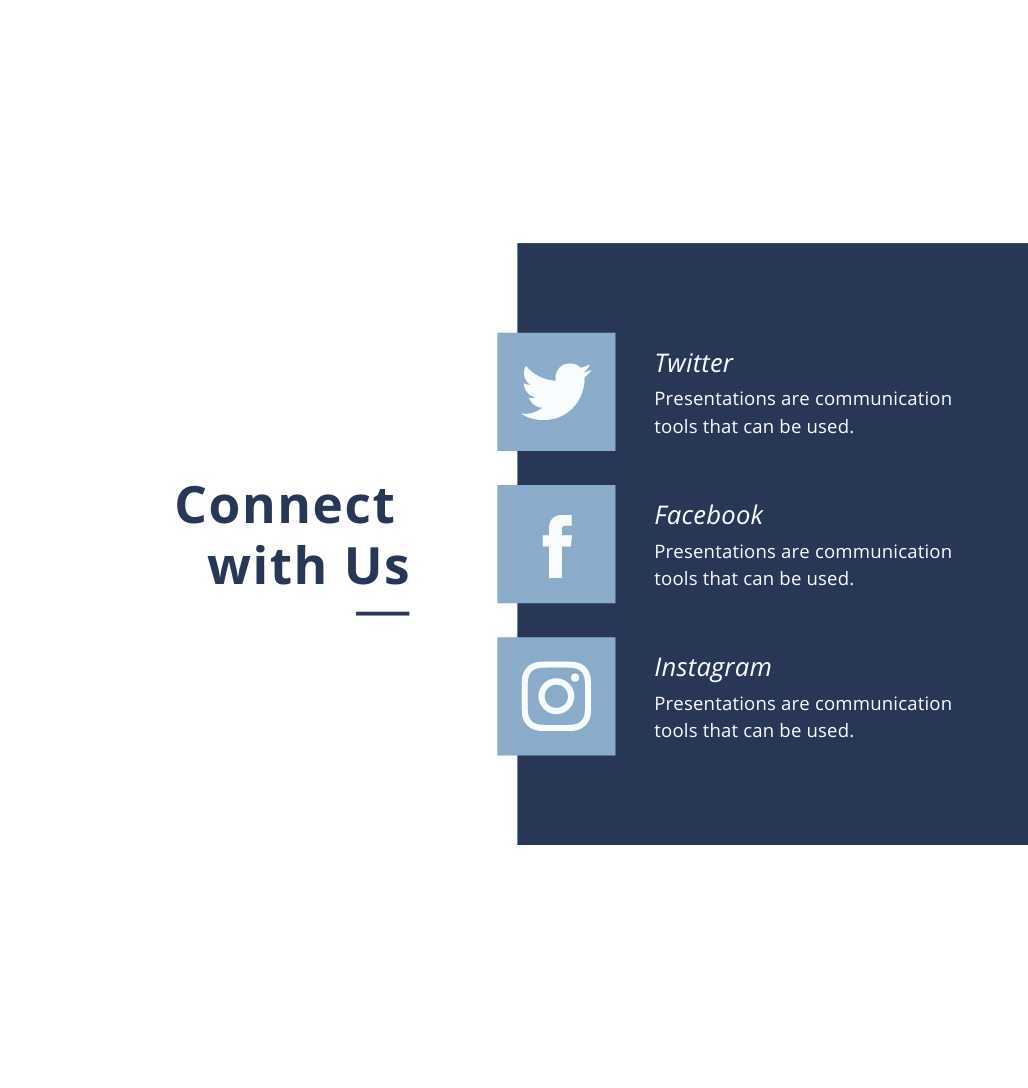 Connect
with Us
Twitter
Presentations are communication
tools that can be used.
Facebook
Presentations are communication
tools that can be used.
Instagram
Presentations are communication
tools that can be used.